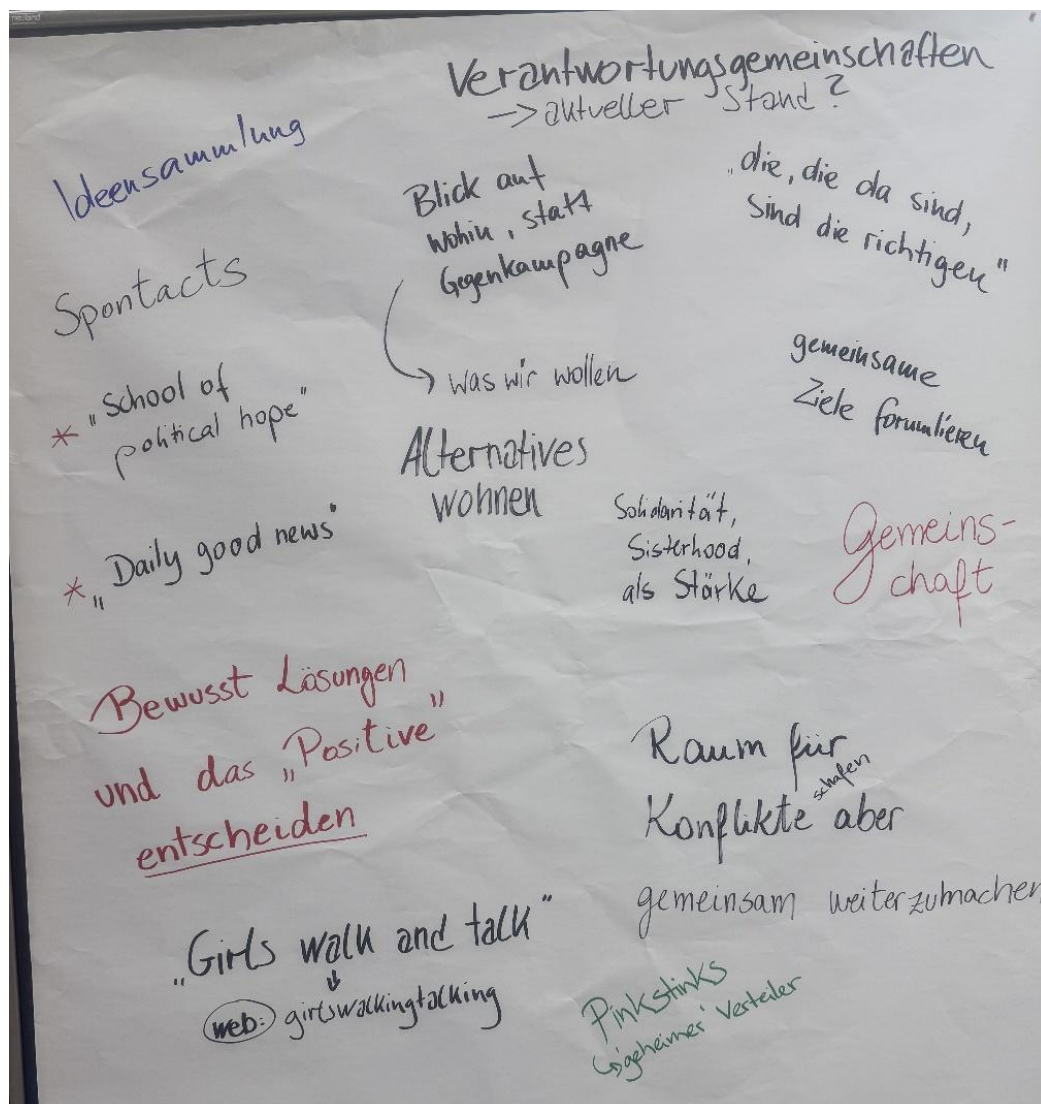 Verantwortungsgemeinschaften
→ aktueller Stand?
Ideensammlung
Blick auf
wohin, statt
Gegenkampagne
→ was wir wollen
"die, die da sind,
sind die richtigen"
Spontacts
gemeinsame
Ziele formulieren
* "School of
political hope"
Alternatives
wohnen
* „Daily good news"
Solidarität,
Sisterhood,
als Stärke
Gemeins-
chaft
Bewusst Lösungen
und das „Positive"
entscheiden
Raum für
schafen
Konflikte aber
gemeinsam weiterzumachen
„Girls walk and talk"
web: girlswalkingtalking
Pinkstinks
↳ 'geheimer' Verteiler